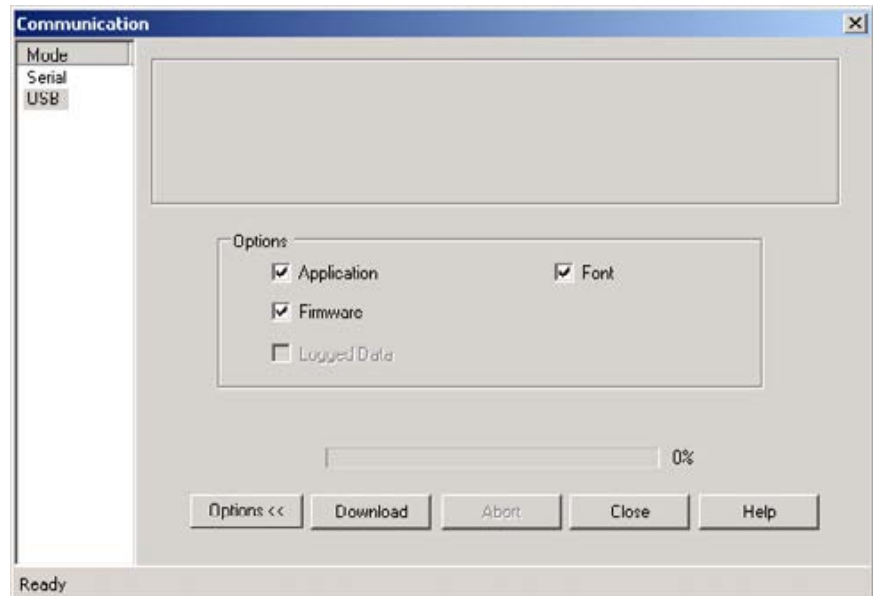 Communication
Mode
Serial
USB
Options
Application
Font
Firmware
Logged Data
0%
Options <<
Download
Abort
Close
Help
Ready